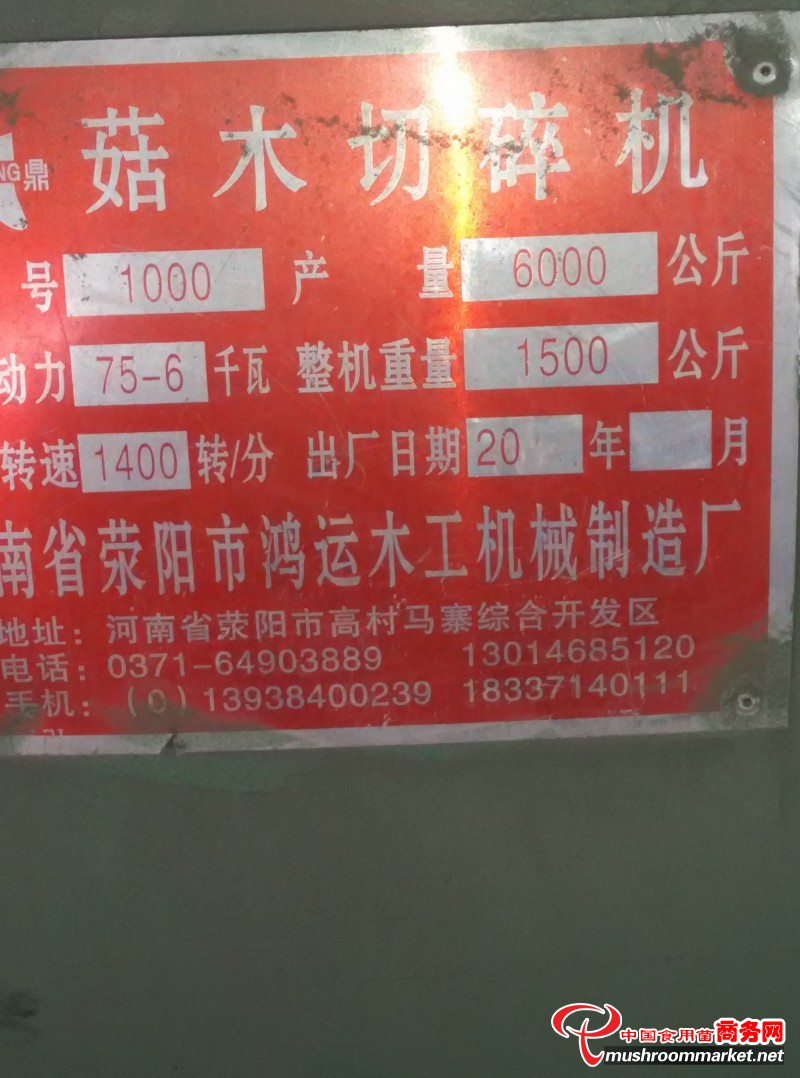 NG鼎 菇木切碎机
号 1000 产量 6000 公斤
动力 75-6 千瓦 整机重量 1500 公斤
转速 1400 转/分 出厂日期 20 年 月
南省荥阳市鸿运木工机械制造厂
地址：河南省荥阳市高村马寨综合开发区
电话：0371-64903889 13014685120
手机：(0)13938400239 18337140111
中国食用菌商务网
mushroommarket.net